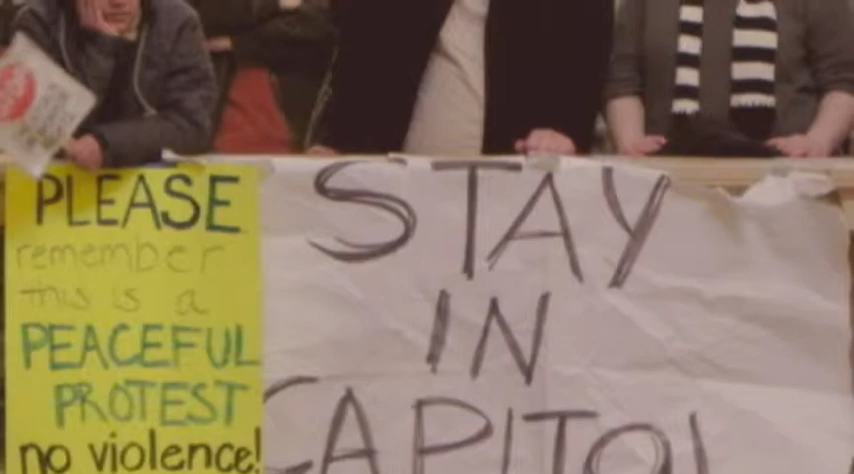 PLEASE
remember
this is a
PEACEFUL
PROTEST
no violence!
STAY
IN
CAPITOL